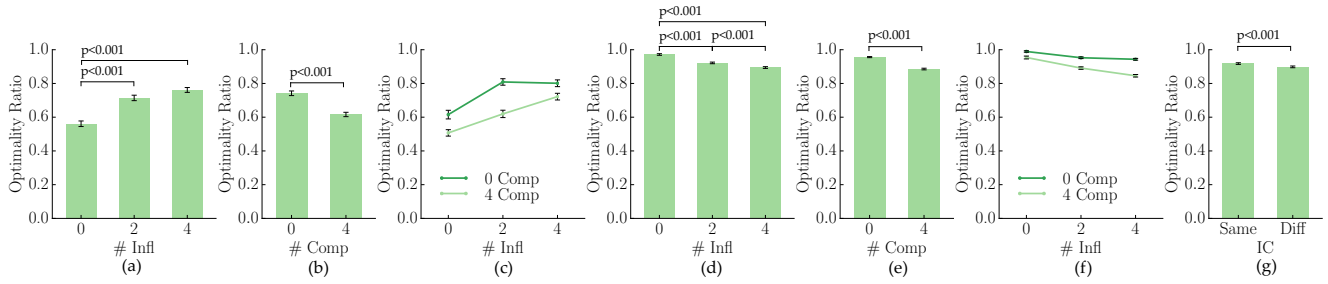 p<0.001
p<0.001
1.0
0.8
0.6
0.4
0.2
0.0
Optimality Ratio
0 2 4
# Infl
(a)
p<0.001
1.0
0.8
0.6
0.4
0.2
0.0
Optimality Ratio
0 4
# Comp
(b)
1.0
0.8
0.6
0.4
0.2
0.0
Optimality Ratio
0 Comp
4 Comp
0 2 4
# Infl
(c)
p<0.001
p<0.001 p<0.001
1.0
0.8
0.6
0.4
0.2
0.0
Optimality Ratio
0 2 4
# Infl
(d)
p<0.001
1.0
0.8
0.6
0.4
0.2
0.0
Optimality Ratio
0 4
# Comp
(e)
1.0
0.8
0.6
0.4
0.2
0.0
Optimality Ratio
0 Comp
4 Comp
0 2 4
# Infl
(f)
p<0.001
1.0
0.8
0.6
0.4
0.2
0.0
Optimality Ratio
Same Diff
IC
(g)